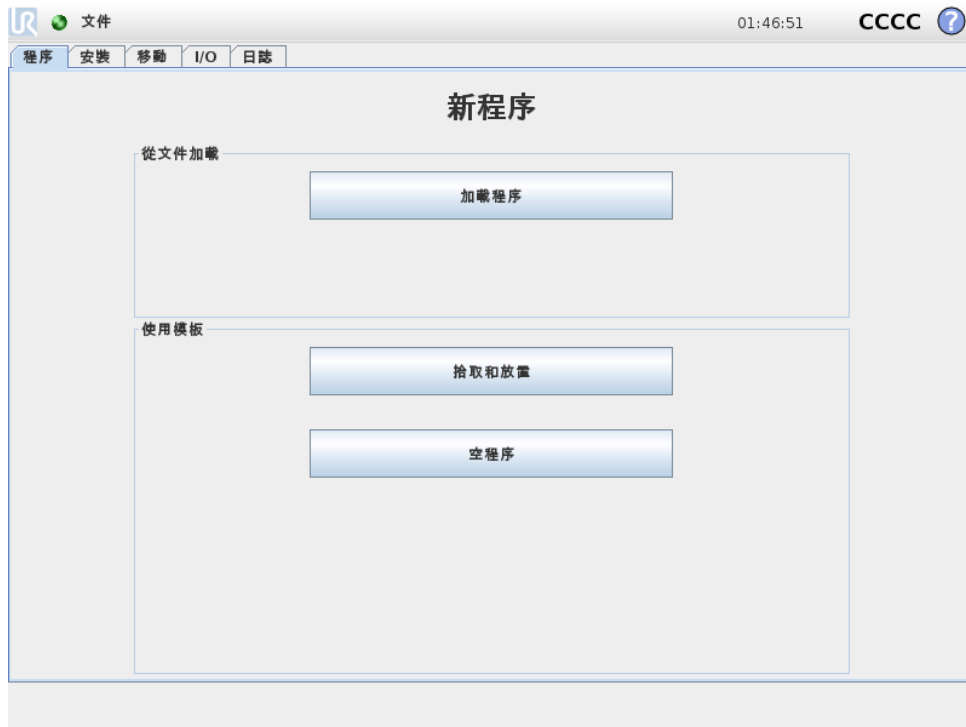 UR 文件 01:46:51 CCCC ?
程序 安裝 移動 I/O 日誌
新程序
從文件加載
加載程序
使用模板
拾取和放置
空程序